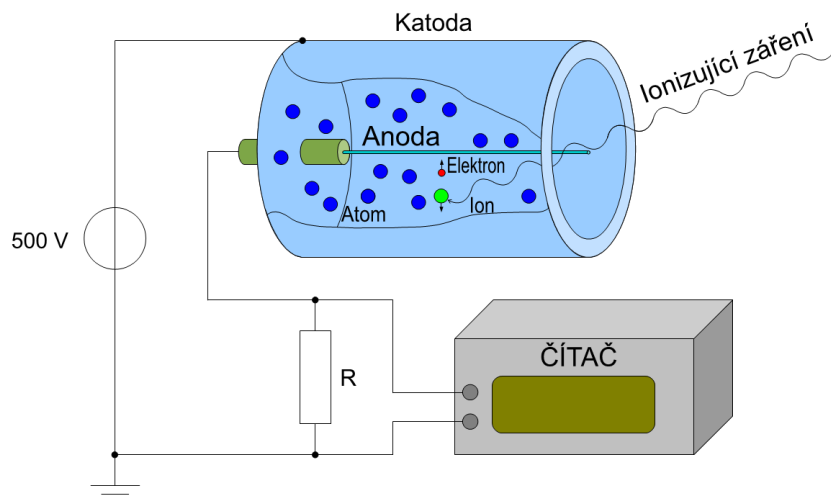 Katoda
Ionizující záření
Anoda
Elektron
Atom
Ion
500 V
R
ČÍTAČ